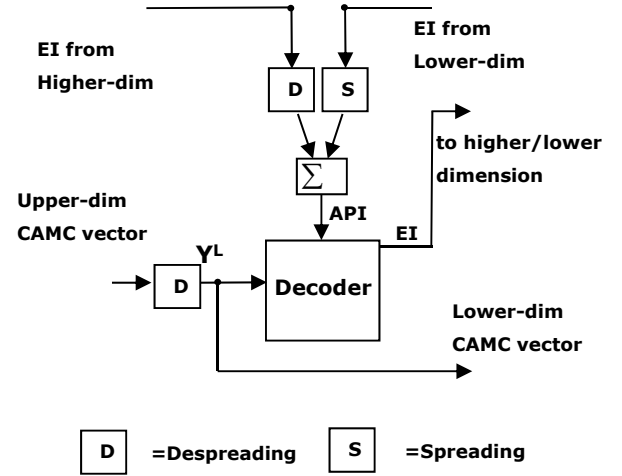 EI from
Higher-dim
EI from
Lower-dim
D
S
to higher/lower
dimension
∑
Upper-dim
CAMC vector
API
EI
Yᴸ
D
Decoder
Lower-dim
CAMC vector
D
=Despreading
S
=Spreading